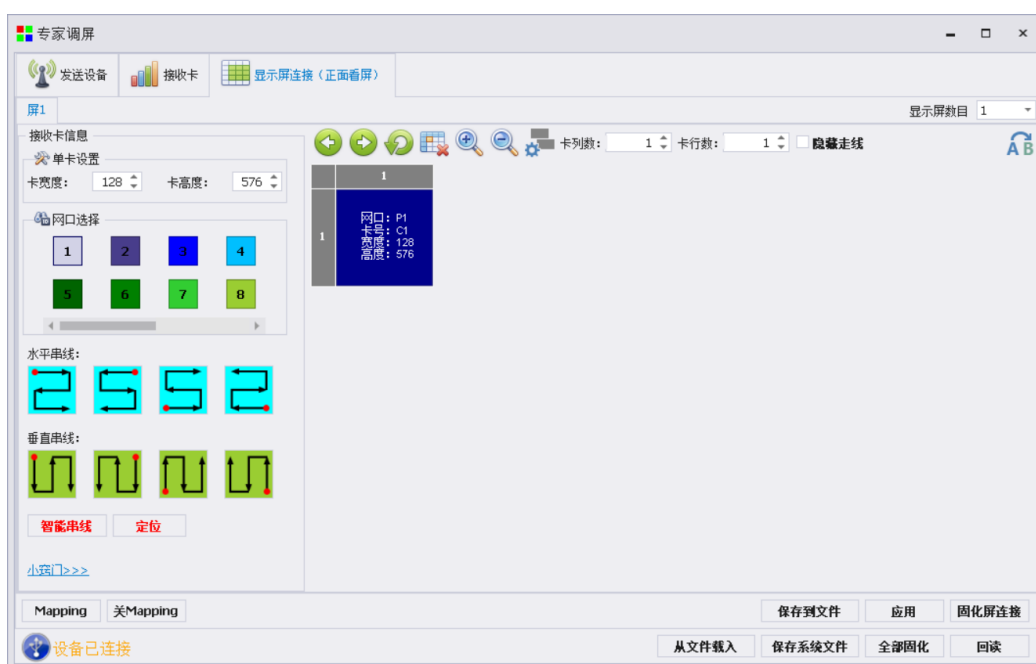 专家调屏
发送设备 接收卡 显示屏连接（正面看屏）
屏1 显示屏数目 1
接收卡信息
单卡设置
卡宽度： 128 卡高度： 576
网口选择
1 2 3 4
5 6 7 8
水平串线：
垂直串线：
智能串线 定位
小窍门>>>
卡列数： 1 卡行数： 1 隐藏走线
A B
1
1
网口：P1
卡号：C1
宽度：128
高度：576
Mapping 关Mapping 保存到文件 应用 固化屏连接
设备已连接 从文件载入 保存系统文件 全部固化 回读